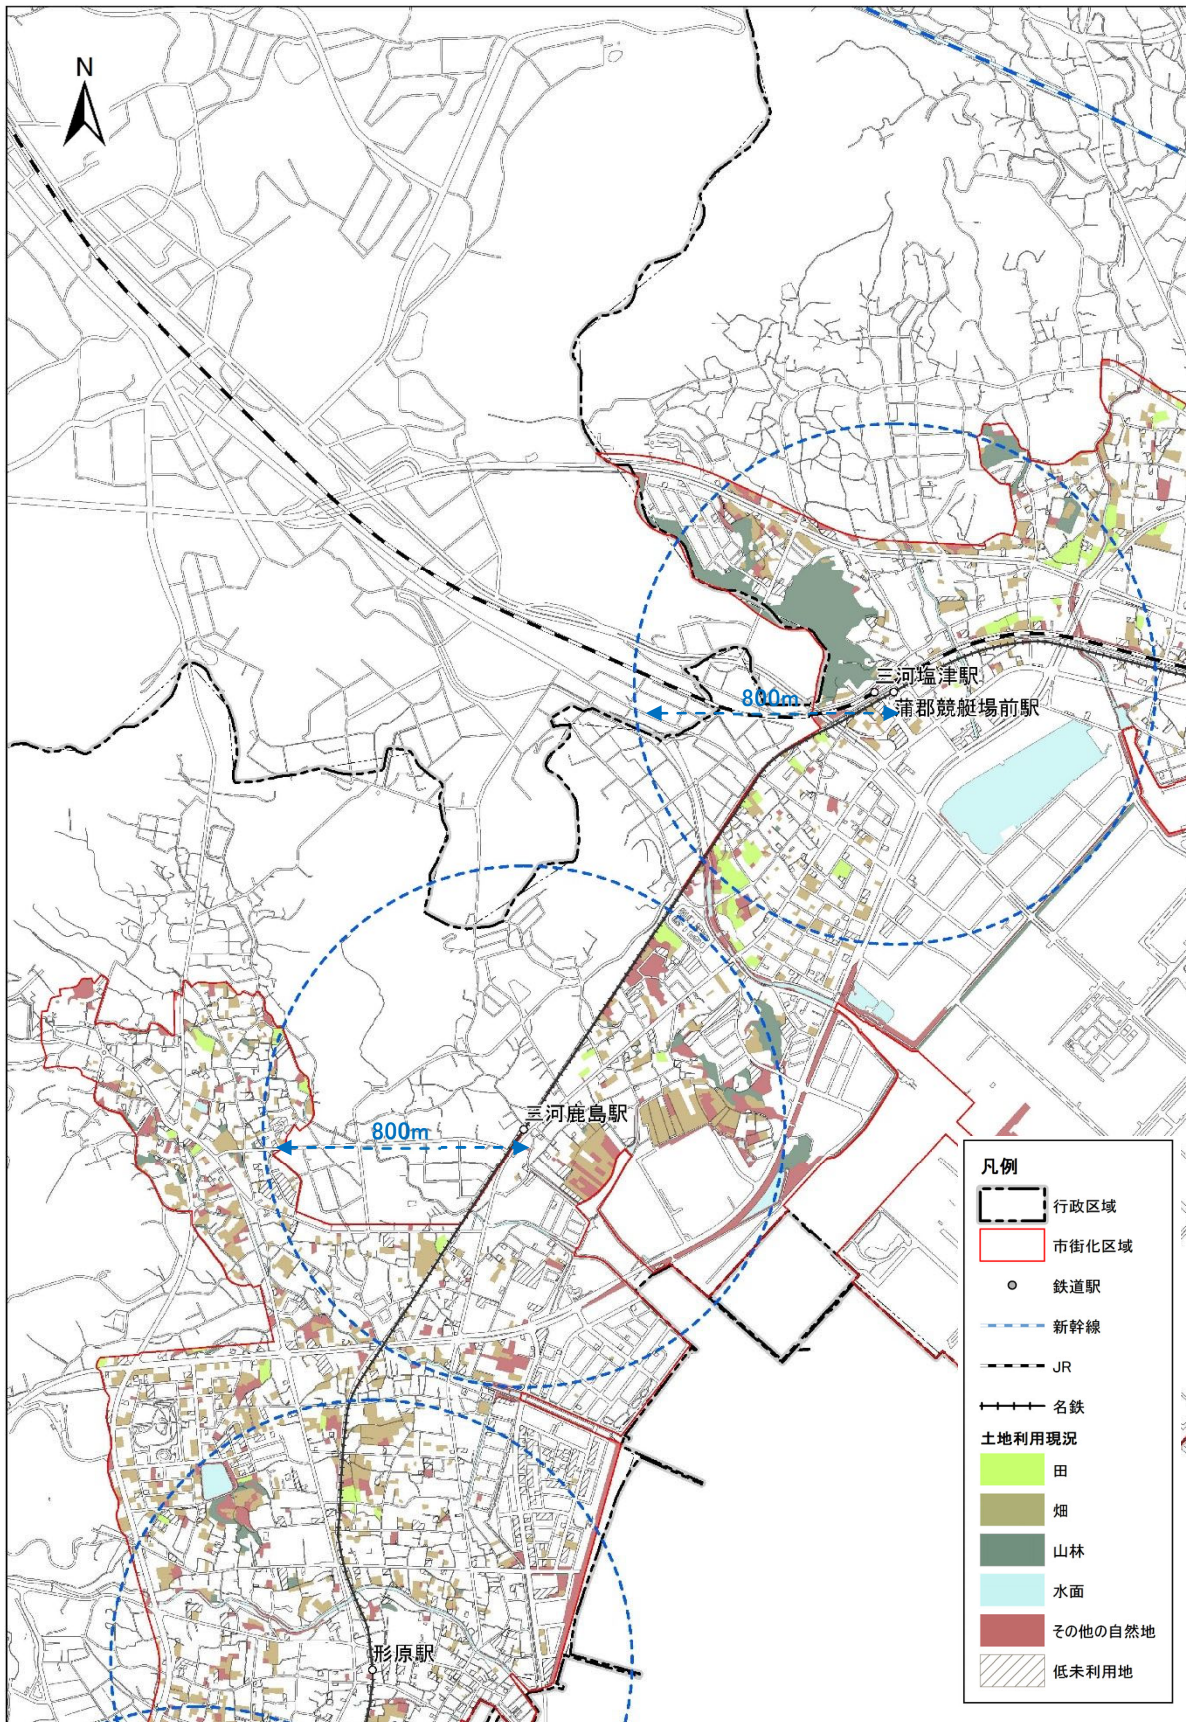 N
三河塩津駅
800m
蒲郡競艇場前駅
三河鹿島駅
800m
形原駅
凡例
行政区域
市街化区域
鉄道駅
新幹線
JR
名鉄
土地利用現況
田
畑
山林
水面
その他の自然地
低未利用地